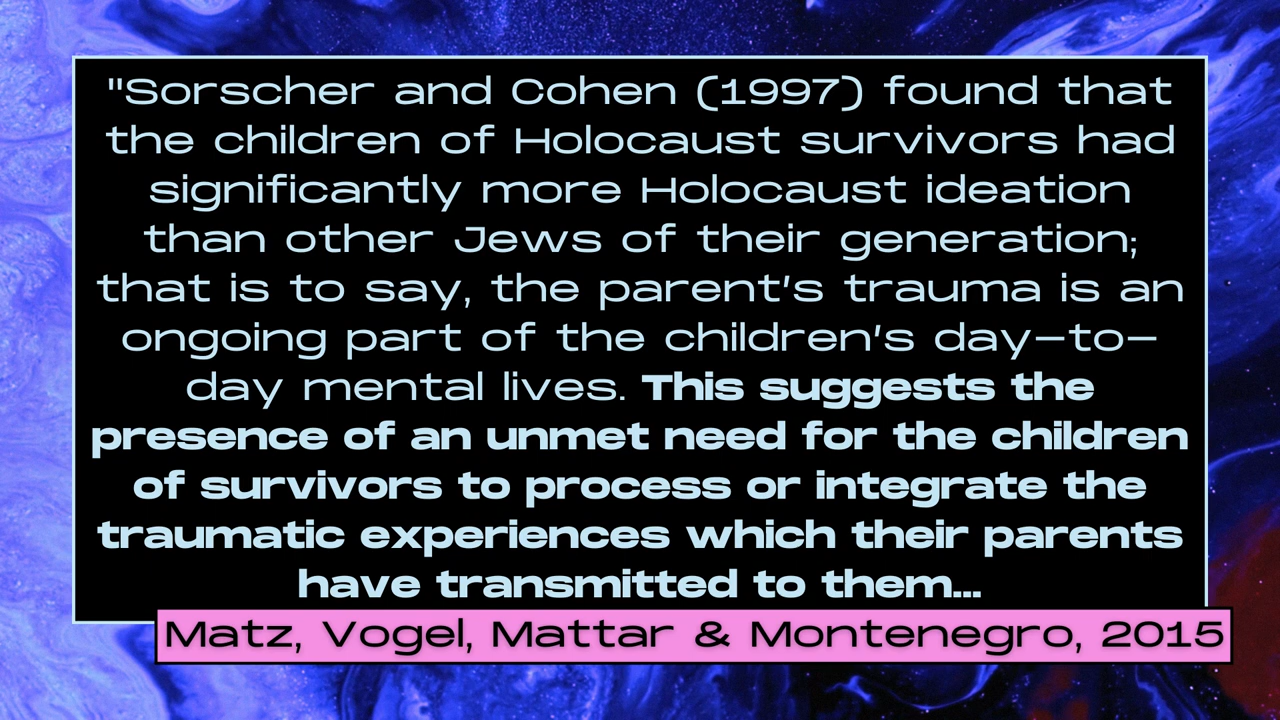 "Sorscher and Cohen (1997) found that
the children of Holocaust survivors had
significantly more Holocaust ideation
than other Jews of their generation;
that is to say, the parent's trauma is an
ongoing part of the children's day-to-
day mental lives. This suggests the
presence of an unmet need for the children
of survivors to process or integrate the
traumatic experiences which their parents
have transmitted to them...
Matz, Vogel, Mattar & Montenegro, 2015